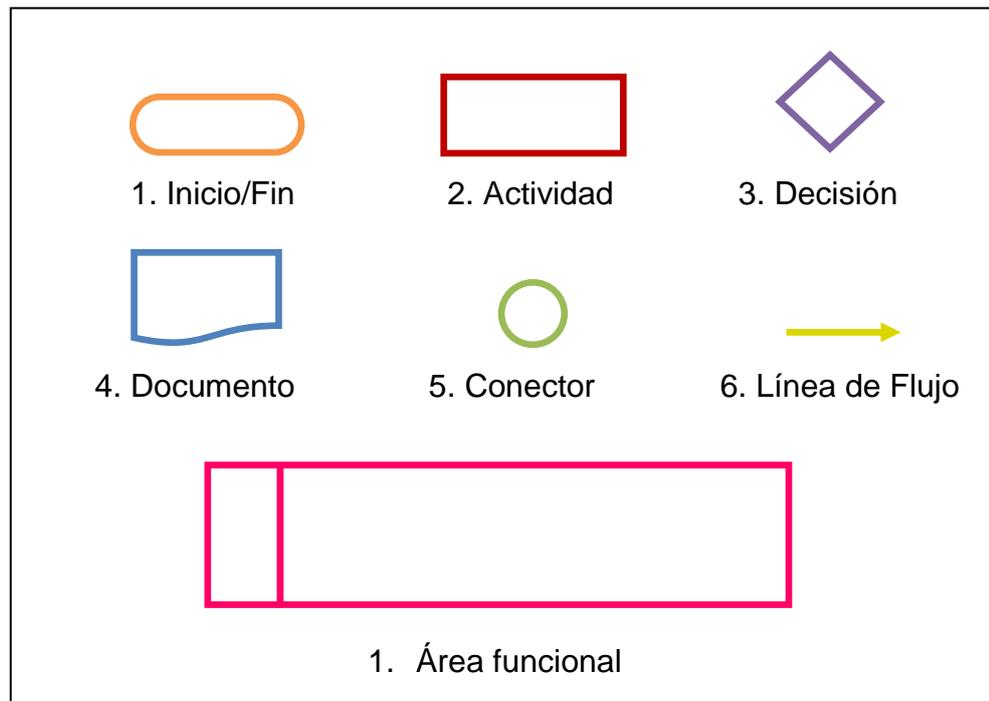 1. Inicio/Fin
2. Actividad
3. Decisión
4. Documento
5. Conector
6. Línea de Flujo
1. Área funcional